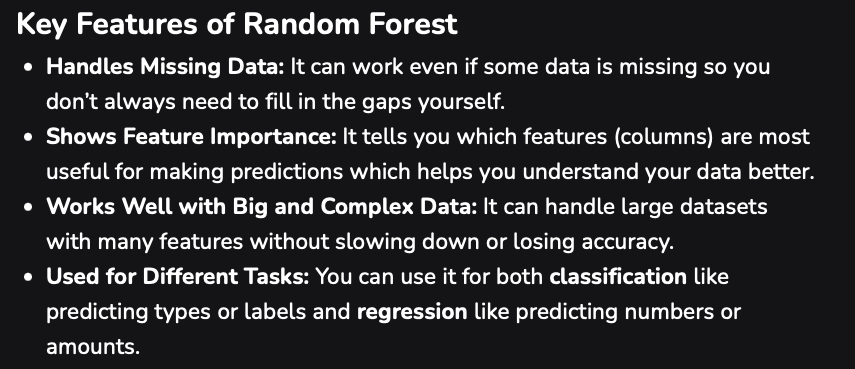 Key Features of Random Forest
• Handles Missing Data: It can work even if some data is missing so you
don’t always need to fill in the gaps yourself.
• Shows Feature Importance: It tells you which features (columns) are most
useful for making predictions which helps you understand your data better.
• Works Well with Big and Complex Data: It can handle large datasets
with many features without slowing down or losing accuracy.
• Used for Different Tasks: You can use it for both classification like
predicting types or labels and regression like predicting numbers or
amounts.